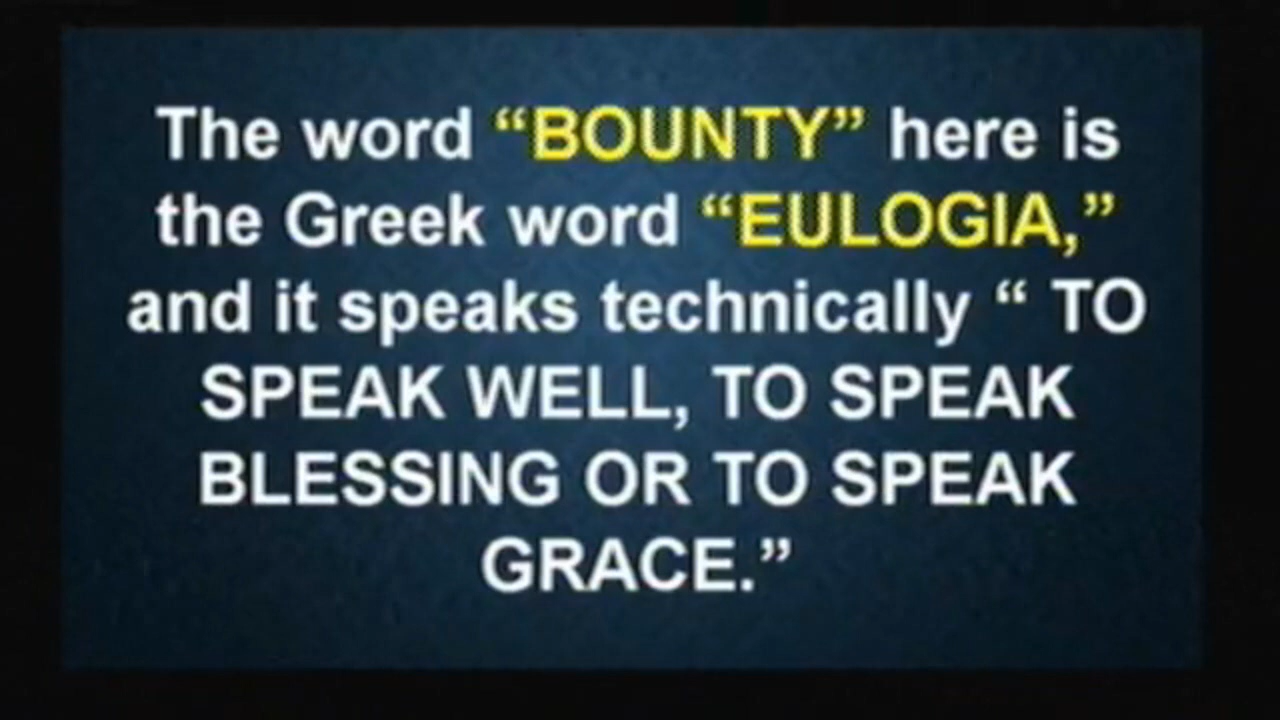 The word “BOUNTY” here is
the Greek word “EULOGIA,”
and it speaks technically “ TO
SPEAK WELL, TO SPEAK
BLESSING OR TO SPEAK
GRACE.”